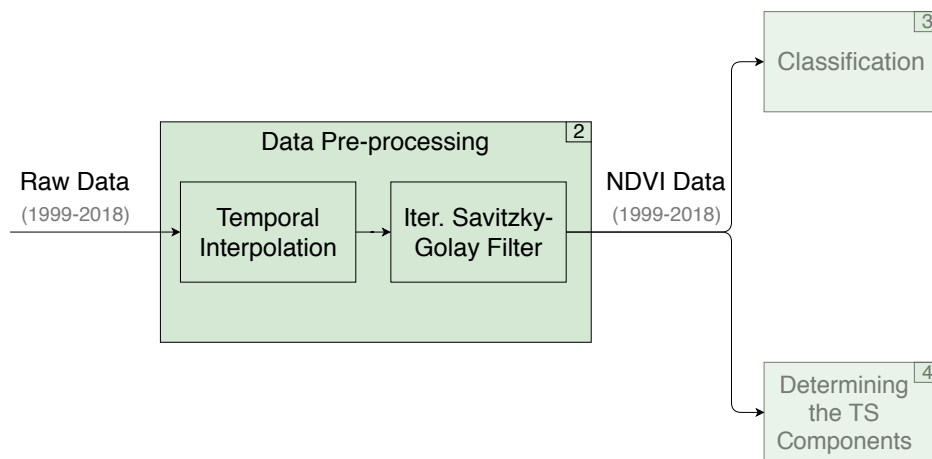 3
Classification
2
Data Pre-processing
Raw Data
(1999-2018)
Temporal
Interpolation
Iter. Savitzky-
Golay Filter
NDVI Data
(1999-2018)
4
Determining
the TS
Components